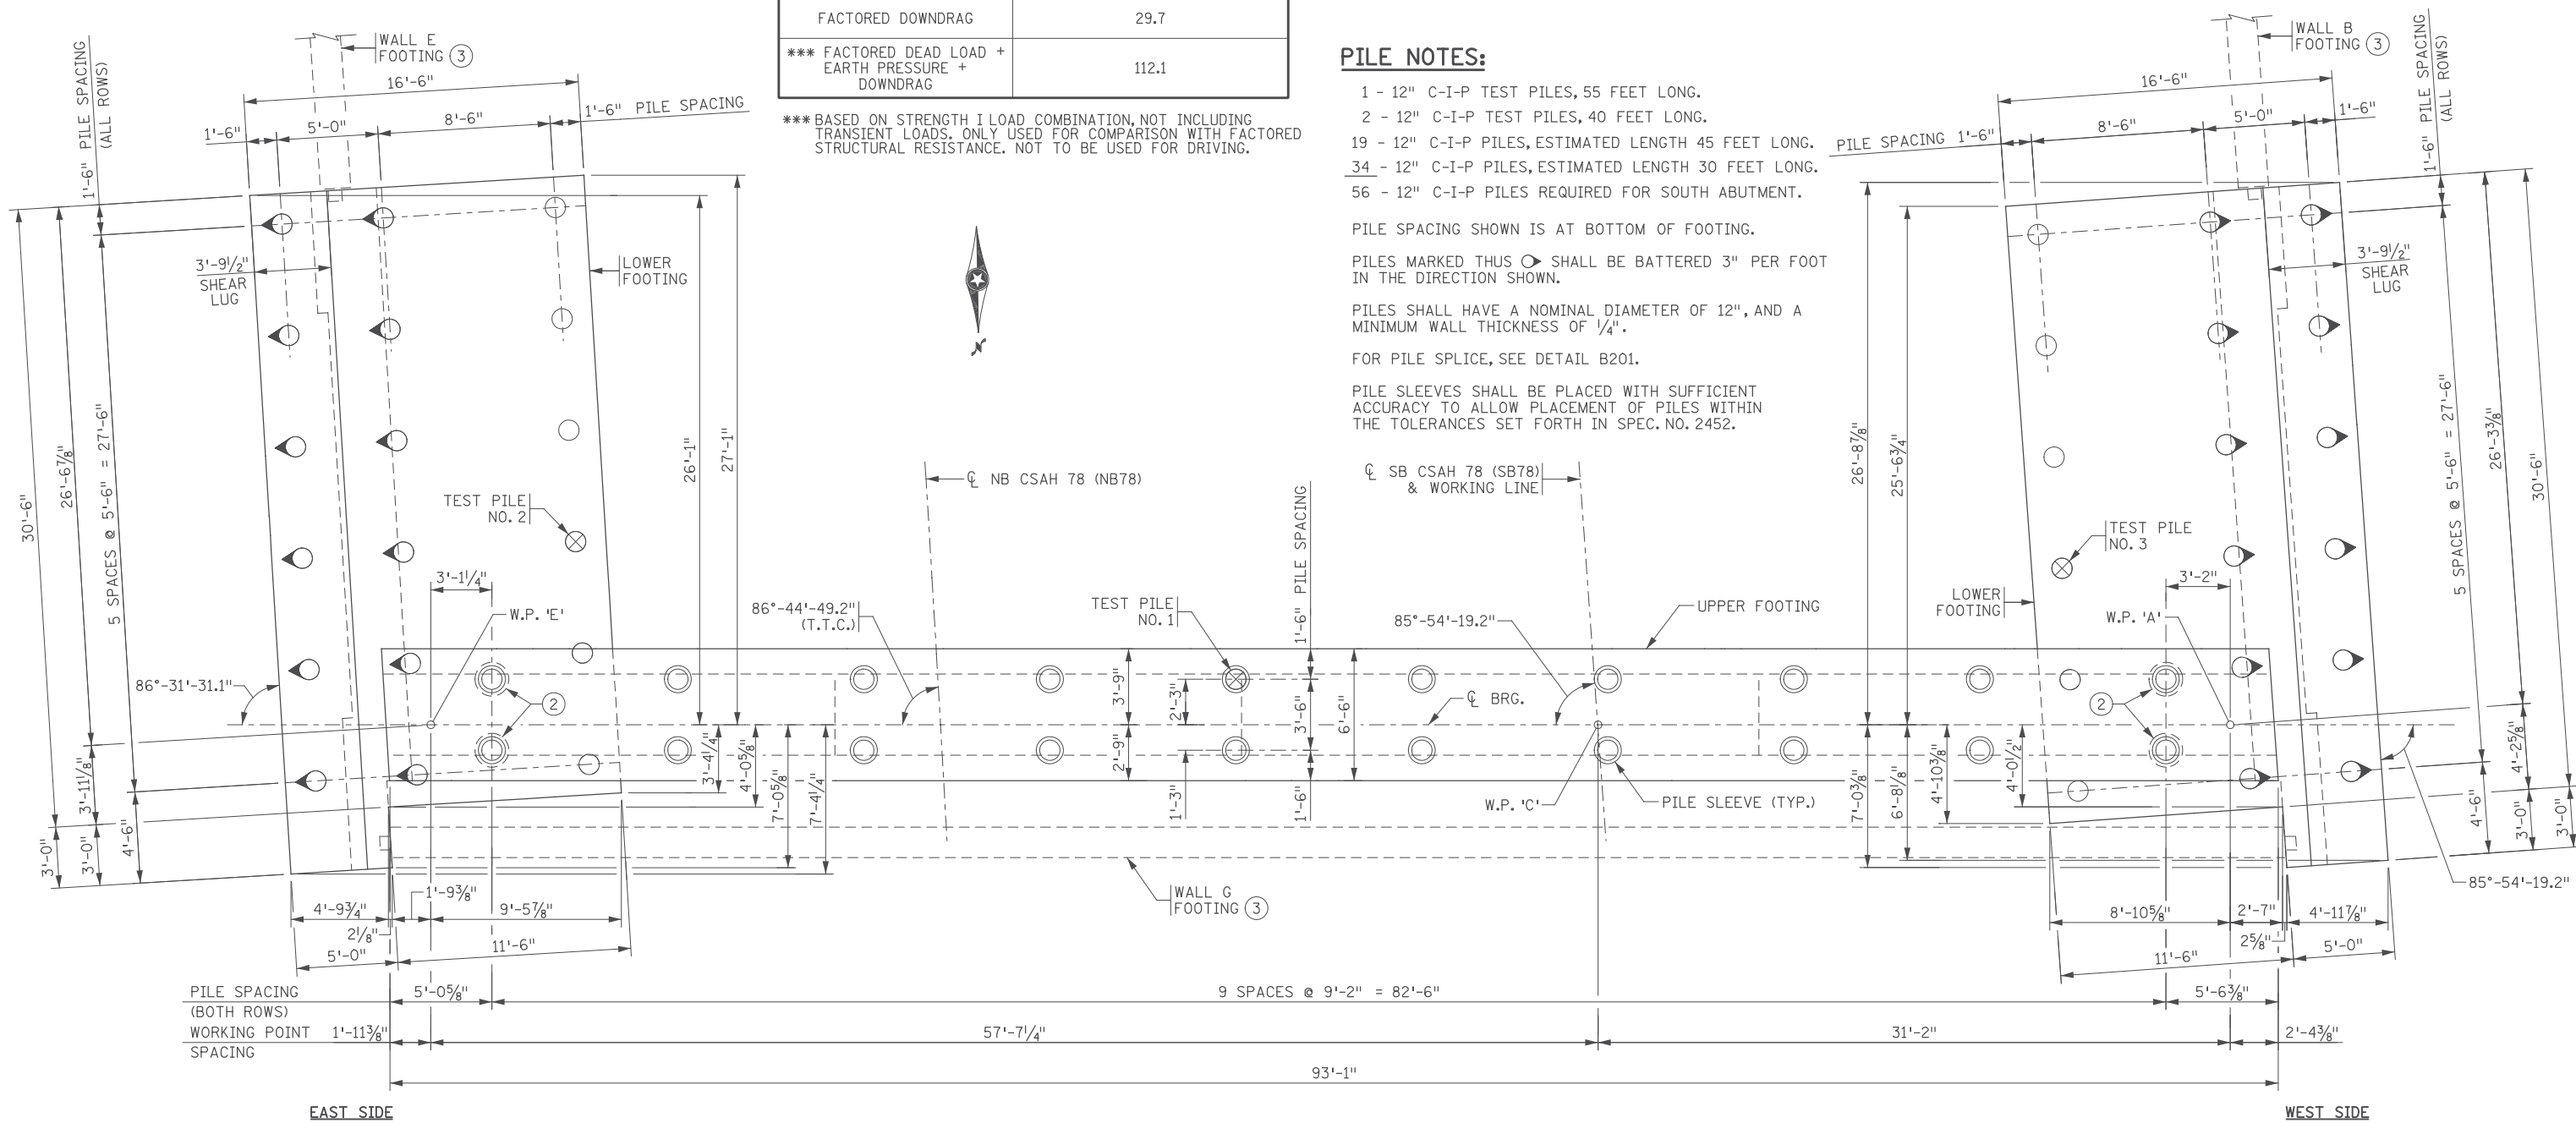 FACTORED DOWNDRAG 29.7
*** FACTORED DEAD LOAD +
EARTH PRESSURE +
DOWNDRAG
112.1
*** BASED ON STRENGTH I LOAD COMBINATION, NOT INCLUDING
TRANSIENT LOADS. ONLY USED FOR COMPARISON WITH FACTORED
STRUCTURAL RESISTANCE. NOT TO BE USED FOR DRIVING.
PILE NOTES:
1 - 12" C-I-P TEST PILES, 55 FEET LONG.
2 - 12" C-I-P TEST PILES, 40 FEET LONG.
19 - 12" C-I-P PILES, ESTIMATED LENGTH 45 FEET LONG.
34 - 12" C-I-P PILES, ESTIMATED LENGTH 30 FEET LONG.
56 - 12" C-I-P PILES REQUIRED FOR SOUTH ABUTMENT.
PILE SPACING SHOWN IS AT BOTTOM OF FOOTING.
PILES MARKED THUS SHALL BE BATTERED 3" PER FOOT
IN THE DIRECTION SHOWN.
PILES SHALL HAVE A NOMINAL DIAMETER OF 12", AND A
MINIMUM WALL THICKNESS OF 1/4".
FOR PILE SPLICE, SEE DETAIL B201.
PILE SLEEVES SHALL BE PLACED WITH SUFFICIENT
ACCURACY TO ALLOW PLACEMENT OF PILES WITHIN
THE TOLERANCES SET FORTH IN SPEC. NO. 2452.
WALL E
FOOTING 3
16'-6"
1'-6" PILE SPACING
(ALL ROWS)
1'-6"
5'-0"
8'-6"
1'-6" PILE SPACING
3'-9 1/2"
SHEAR
LUG
LOWER
FOOTING
30'-6"
26'-6 7/8"
5 SPACES @ 5'-6" = 27'-6"
26'-1"
27'-1"
TEST PILE
NO. 2
3'-1 1/4"
W.P. 'E'
86°-31'-31.1"
2
3'-11 1/8"
3'-0"
3'-0"
4'-6"
N
℄ NB CSAH 78 (NB78)
86°-44'-49.2"
(T.T.C.)
TEST PILE
NO. 1
1'-6" PILE SPACING
℄ SB CSAH 78 (SB78)
& WORKING LINE
85°-54'-19.2"
UPPER FOOTING
℄ BRG.
3'-9"
2'-3"
3'-6"
6'-6"
2'-9"
1'-3"
1'-6"
3'-4 1/4"
4'-0 5/8"
7'-0 5/8"
7'-4 1/4"
W.P. 'C'
PILE SLEEVE (TYP.)
WALL G
FOOTING 3
WALL B
FOOTING 3
16'-6"
1'-6" PILE SPACING
(ALL ROWS)
PILE SPACING 1'-6"
8'-6"
5'-0"
1'-6"
3'-9 1/2"
SHEAR
LUG
26'-8 7/8"
25'-6 3/4"
5 SPACES @ 5'-6" = 27'-6"
26'-3 3/8"
30'-6"
TEST PILE
NO. 3
3'-2"
LOWER
FOOTING
W.P. 'A'
2
7'-0 3/8"
6'-8 1/8"
4'-10 3/8"
4'-0 1/2"
4'-2 5/8"
4'-6"
3'-0"
3'-0"
85°-54'-19.2"
4'-9 3/4"
1'-9 3/8"
9'-5 7/8"
2 1/8"
5'-0"
11'-6"
8'-10 5/8"
2'-7"
4'-11 7/8"
2 5/8"
11'-6"
5'-0"
PILE SPACING
(BOTH ROWS)
5'-0 5/8"
9 SPACES @ 9'-2" = 82'-6"
5'-6 3/8"
WORKING POINT
SPACING
1'-11 3/8"
57'-7 1/4"
31'-2"
2'-4 3/8"
93'-1"
EAST SIDE
WEST SIDE